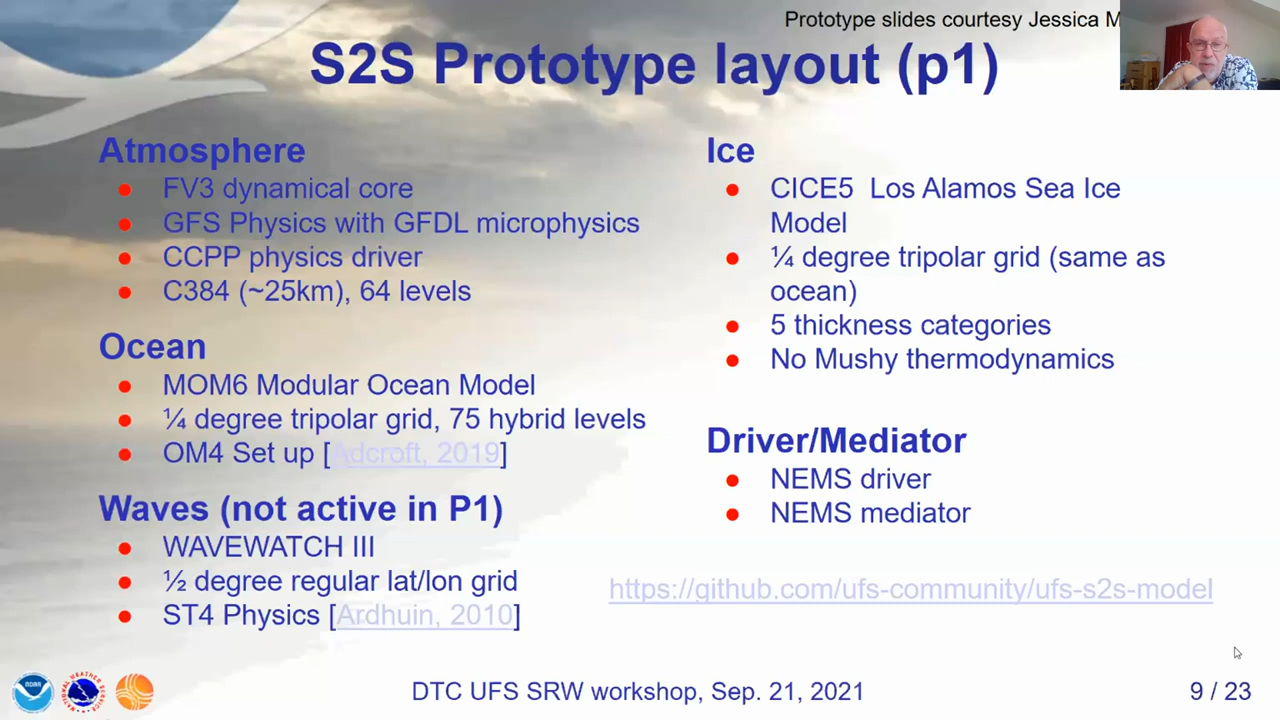 Prototype slides courtesy Jessica M
S2S Prototype layout (p1)
Atmosphere
● FV3 dynamical core
● GFS Physics with GFDL microphysics
● CCPP physics driver
● C384 (~25km), 64 levels
Ocean
● MOM6 Modular Ocean Model
● ¼ degree tripolar grid, 75 hybrid levels
● OM4 Set up [Adcroft, 2019]
Waves (not active in P1)
● WAVEWATCH III
● ½ degree regular lat/lon grid
● ST4 Physics [Ardhuin, 2010]
Ice
● CICE5 Los Alamos Sea Ice
Model
● ¼ degree tripolar grid (same as
ocean)
● 5 thickness categories
● No Mushy thermodynamics
Driver/Mediator
● NEMS driver
● NEMS mediator
https://github.com/ufs-community/ufs-s2s-model
NOAA
NATIONAL WEATHER SERVICE
DTC UFS SRW workshop, Sep. 21, 2021
9 / 23